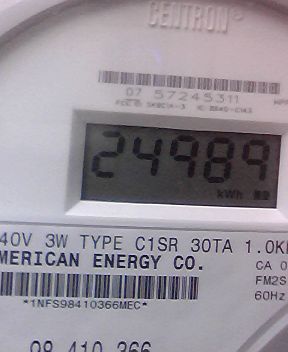 CENTRON
07 57245311
24989
kWh
40V 3W TYPE C1SR 30TA 1.0K
MERICAN ENERGY CO.
CA 0
FM2S
60Hz
*1NFS98410366MEC*
98 410 366